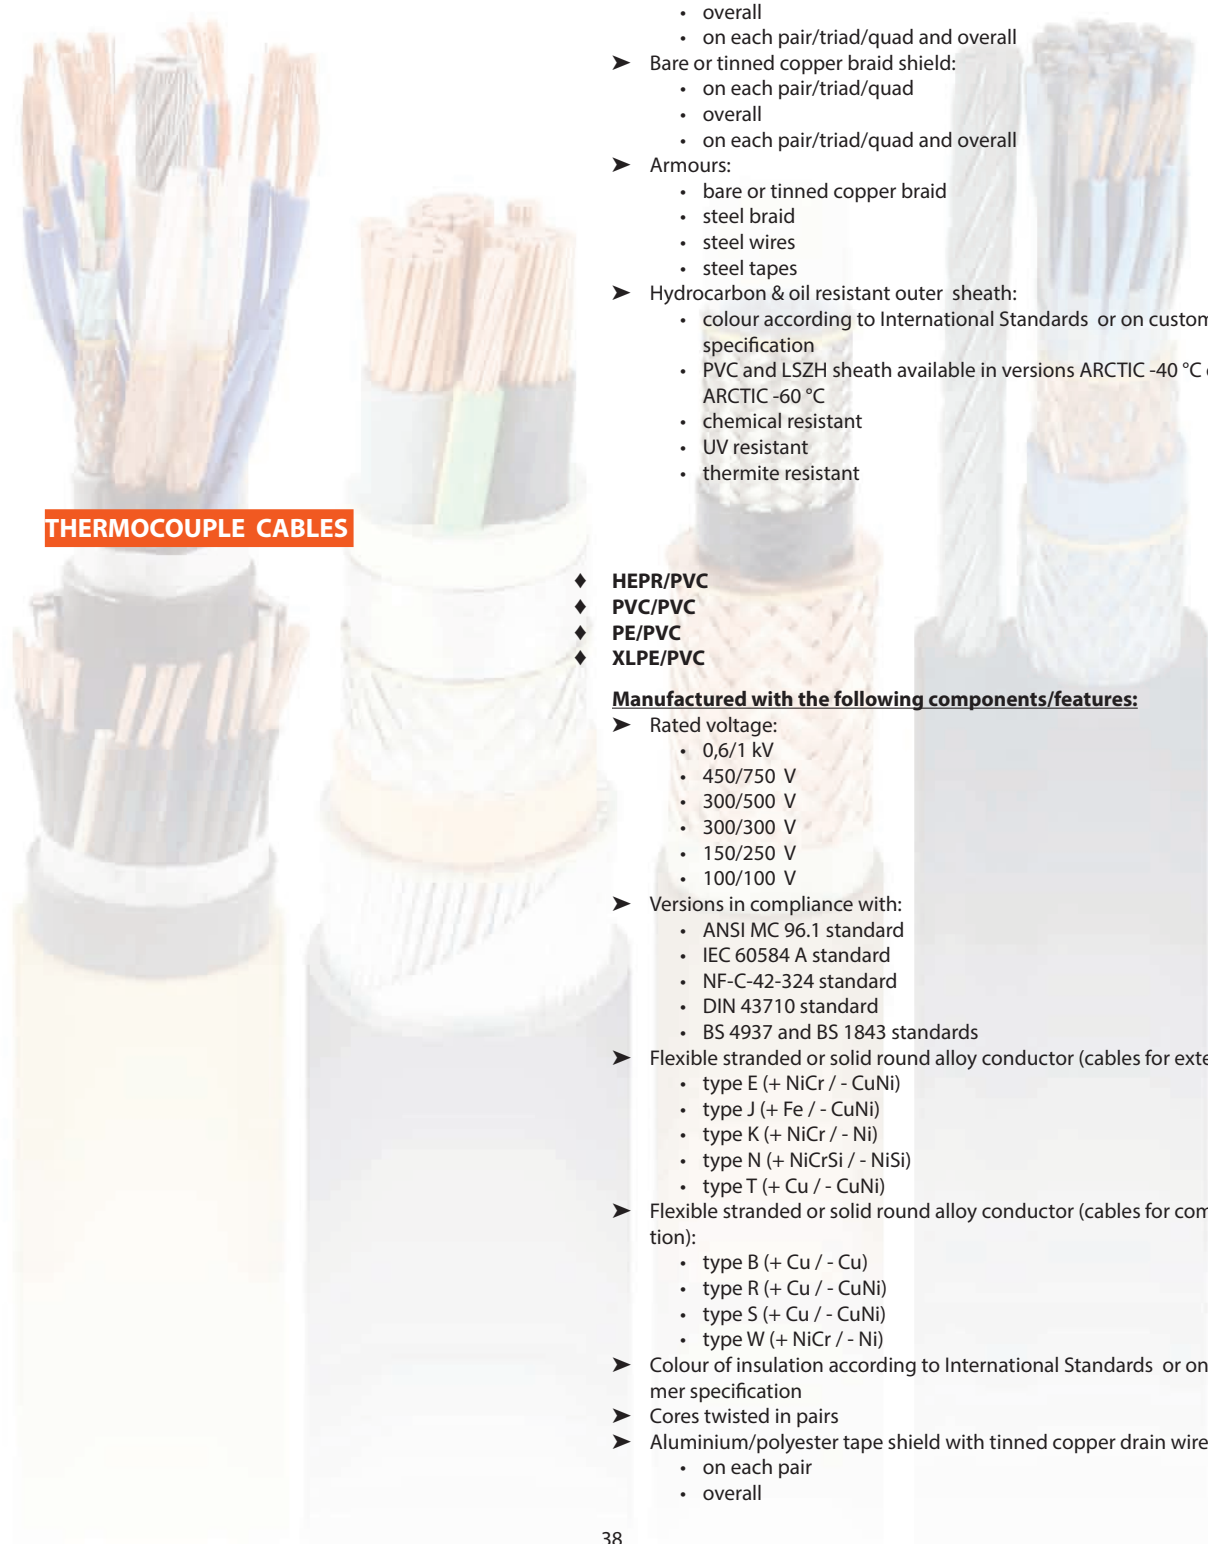 • overall
• on each pair/triad/quad and overall
➤ Bare or tinned copper braid shield:
• on each pair/triad/quad
• overall
• on each pair/triad/quad and overall
➤ Armours:
• bare or tinned copper braid
• steel braid
• steel wires
• steel tapes
➤ Hydrocarbon & oil resistant outer sheath:
• colour according to International Standards or on custom
specification
• PVC and LSZH sheath available in versions ARCTIC -40 °C
ARCTIC -60 °C
• chemical resistant
• UV resistant
• thermite resistant
THERMOCOUPLE CABLES
♦ HEPR/PVC
♦ PVC/PVC
♦ PE/PVC
♦ XLPE/PVC
Manufactured with the following components/features:
➤ Rated voltage:
• 0,6/1 kV
• 450/750 V
• 300/500 V
• 300/300 V
• 150/250 V
• 100/100 V
➤ Versions in compliance with:
• ANSI MC 96.1 standard
• IEC 60584 A standard
• NF-C-42-324 standard
• DIN 43710 standard
• BS 4937 and BS 1843 standards
➤ Flexible stranded or solid round alloy conductor (cables for exte
• type E (+ NiCr / - CuNi)
• type J (+ Fe / - CuNi)
• type K (+ NiCr / - Ni)
• type N (+ NiCrSi / - NiSi)
• type T (+ Cu / - CuNi)
➤ Flexible stranded or solid round alloy conductor (cables for com
tion):
• type B (+ Cu / - Cu)
• type R (+ Cu / - CuNi)
• type S (+ Cu / - CuNi)
• type W (+ NiCr / - Ni)
➤ Colour of insulation according to International Standards or on
mer specification
➤ Cores twisted in pairs
➤ Aluminium/polyester tape shield with tinned copper drain wire
• on each pair
• overall
38